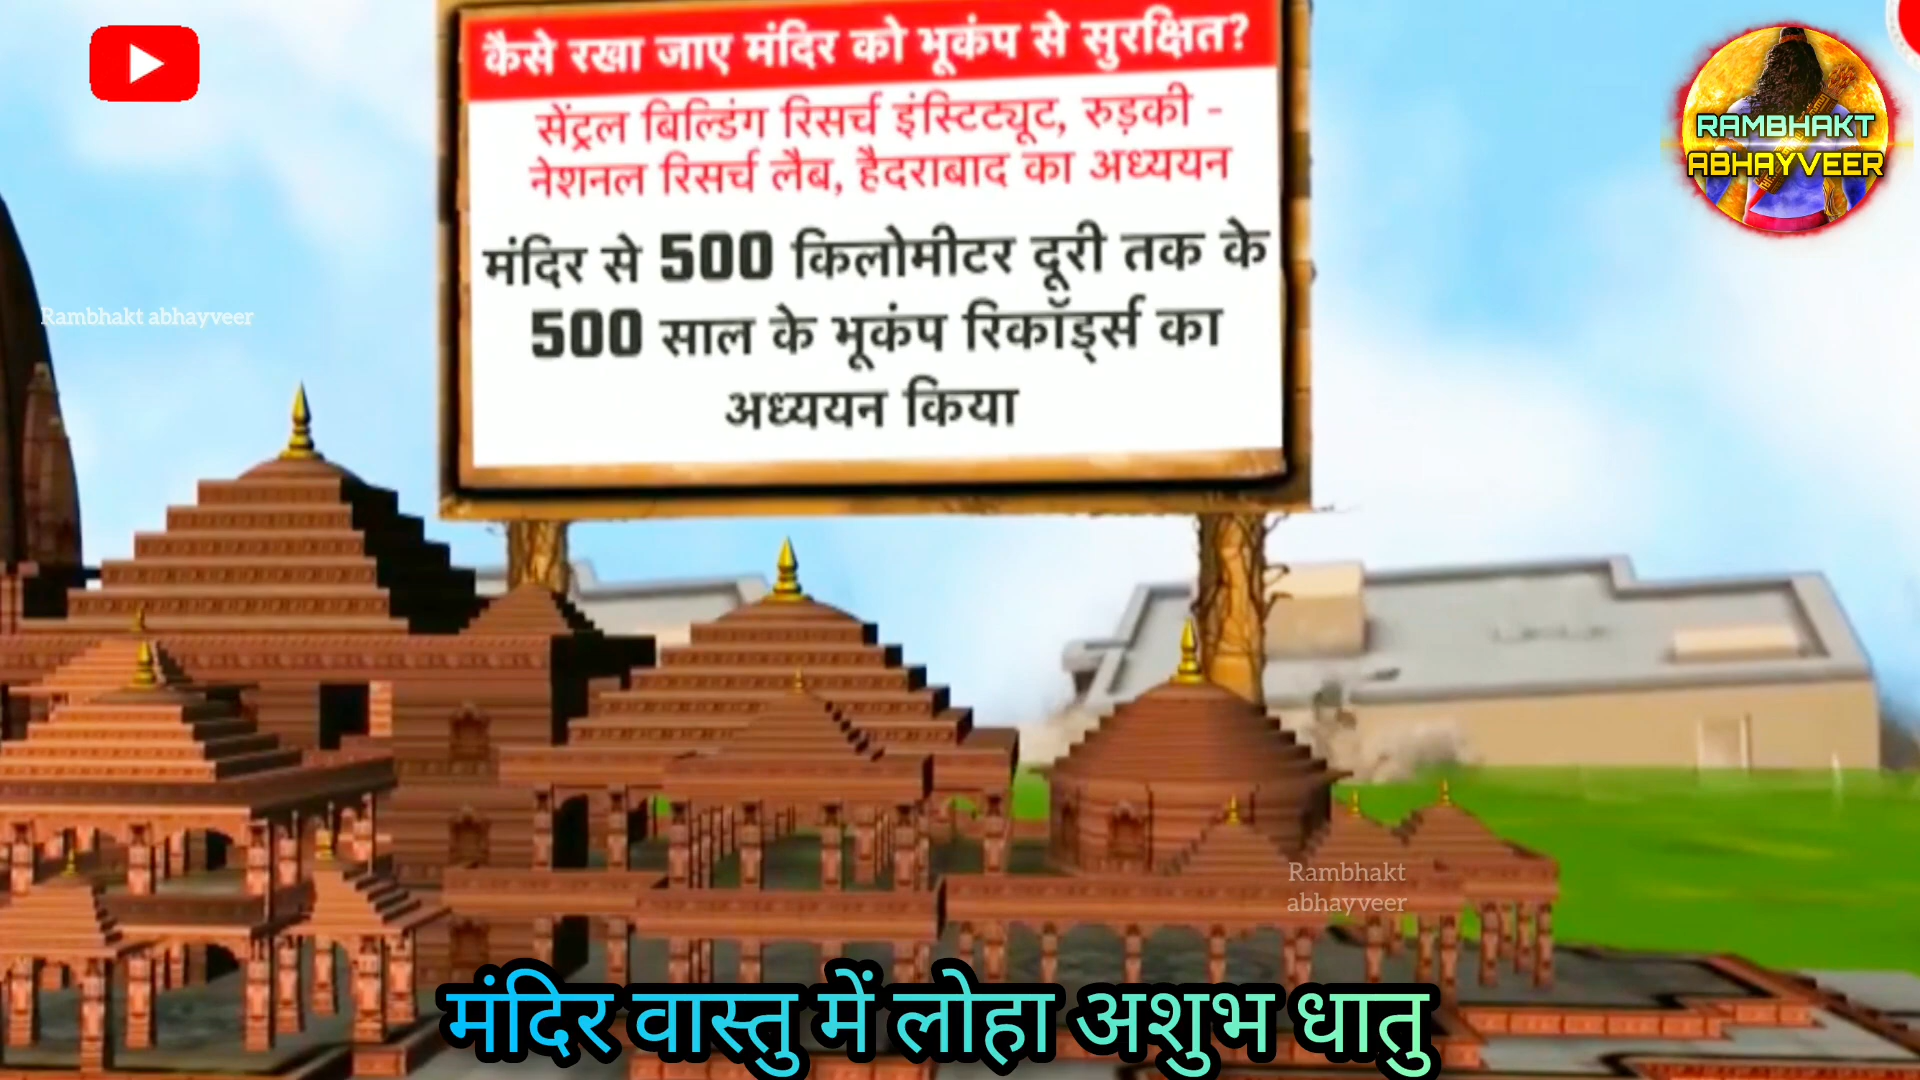 कैसे रखा जाए मंदिर को भूकंप से सुरक्षित?
सेंट्रल बिल्डिंग रिसर्च इंस्टिट्यूट, रुड़की -
नेशनल रिसर्च लैब, हैदराबाद का अध्ययन
मंदिर से 500 किलोमीटर दूरी तक के
500 साल के भूकंप रिकॉर्ड्स का
अध्ययन किया
RAMBHAKT
ABHAYVEER
Rambhakt abhayveer
Rambhakt
abhayveer
मंदिर वास्तु में लोहा अशुभ धातु